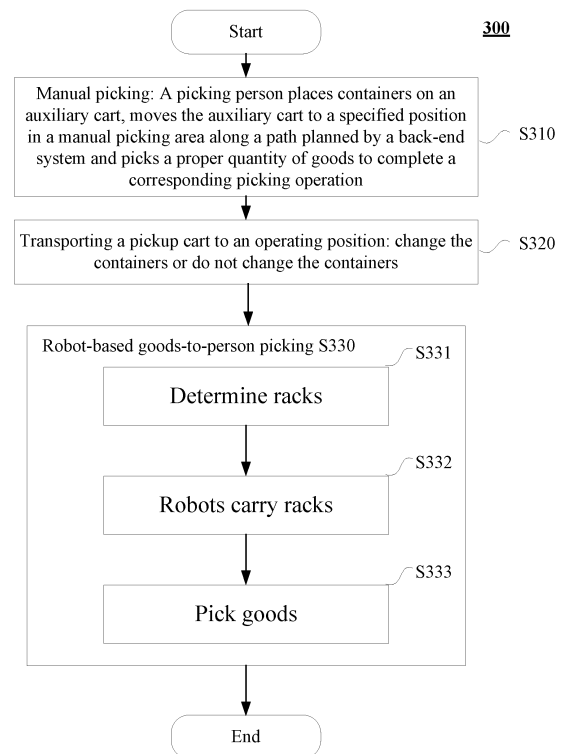 Start
300
Manual picking: A picking person places containers on an
auxiliary cart, moves the auxiliary cart to a specified position
in a manual picking area along a path planned by a back-end
system and picks a proper quantity of goods to complete a
corresponding picking operation
S310
Transporting a pickup cart to an operating position: change the
containers or do not change the containers
S320
Robot-based goods-to-person picking S330
S331
Determine racks
S332
Robots carry racks
S333
Pick goods
End